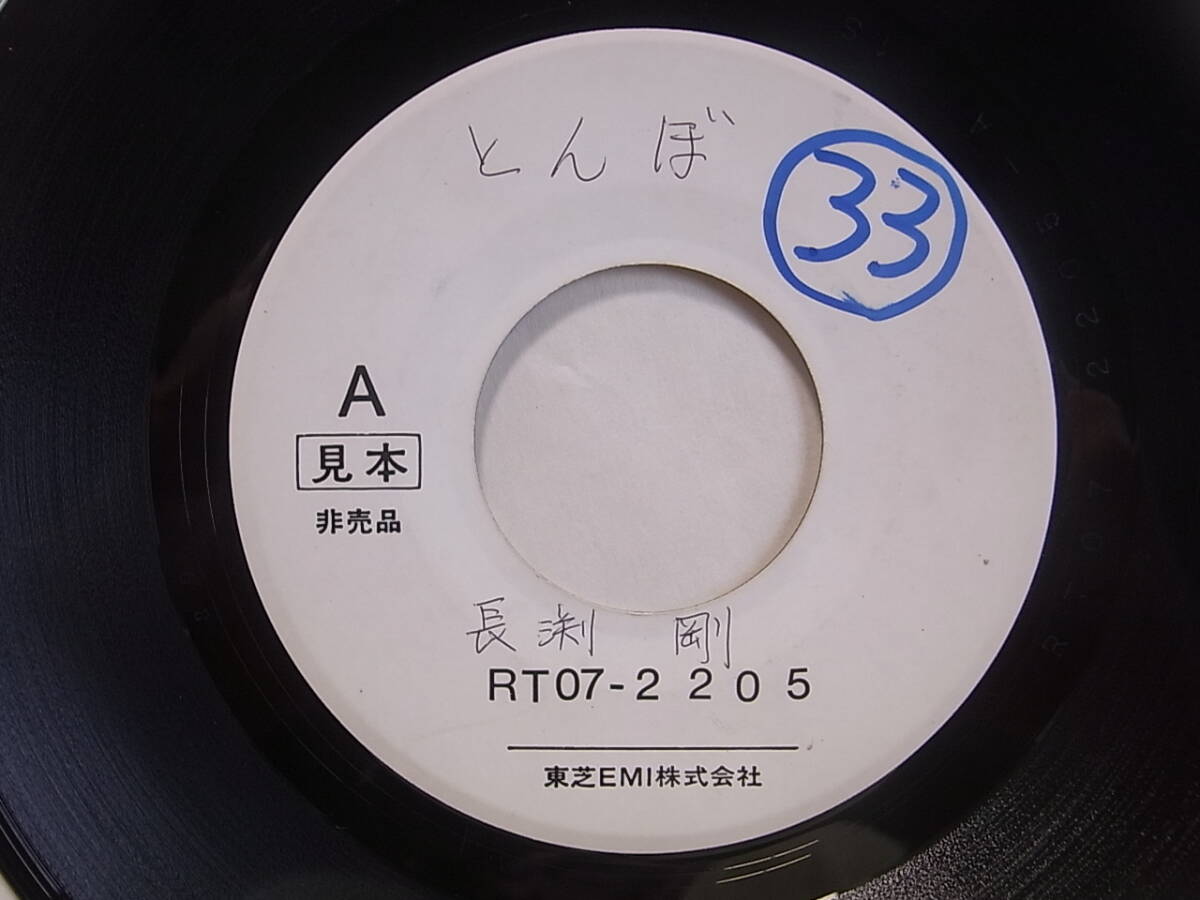 とんぼ
33
A
見本
非売品
長渕 剛
RT07-2205
東芝EMI株式会社